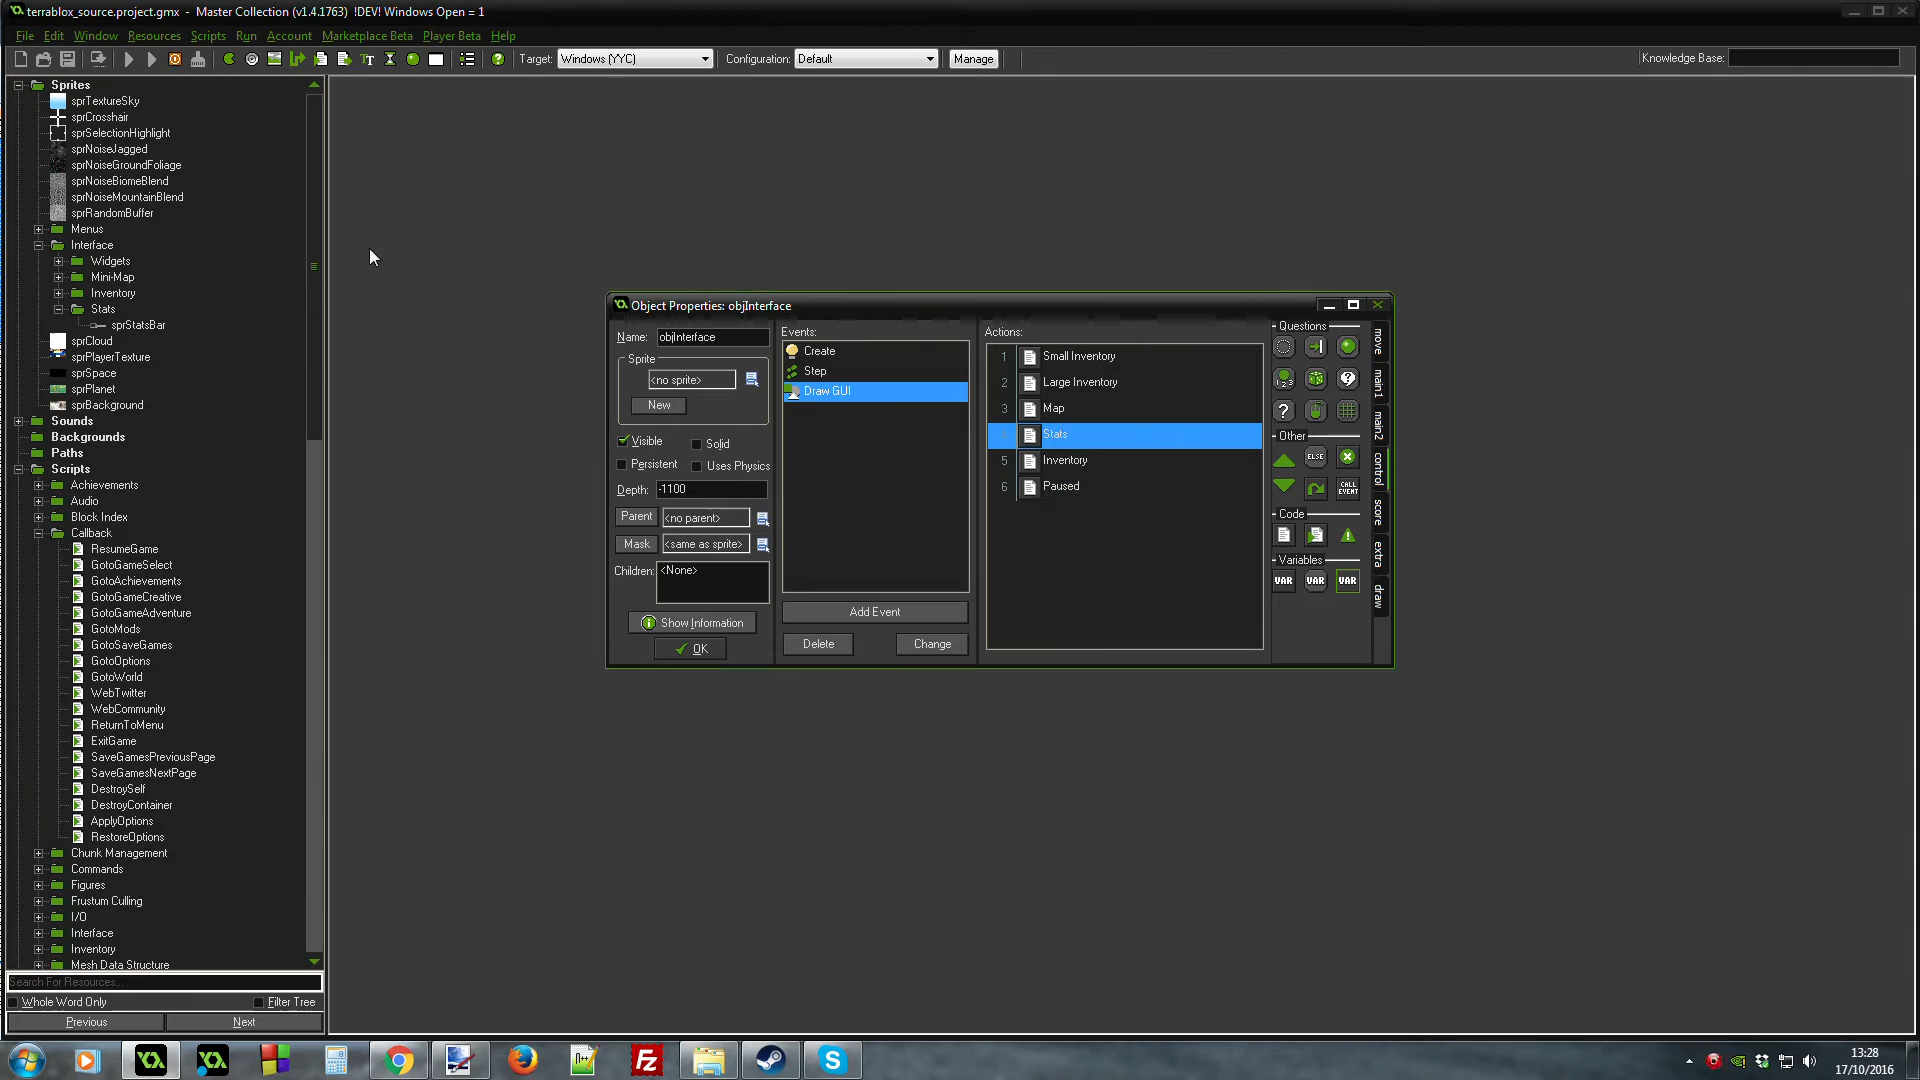 terrablox_source.project.gmx  -  Master Collection (v1.4.1763)  !DEV! Windows Open = 1
File Edit Window Resources Scripts Run Account Marketplace Beta Player Beta Help
Target: Windows (YYC) Configuration: Default Manage Knowledge Base:
Sprites
sprTextureSky
sprCrosshair
sprSelectionHighlight
sprNoiseJagged
sprNoiseGroundFoliage
sprNoiseBiomeBlend
sprNoiseMountainBlend
sprRandomBuffer
Menus
Interface
Widgets
Mini-Map
Inventory
Stats
sprStatsBar
sprCloud
sprPlayerTexture
sprSpace
sprPlanet
sprBackground
Sounds
Backgrounds
Paths
Scripts
Achievements
Audio
Block Index
Callback
ResumeGame
GotoGameSelect
GotoAchievements
GotoGameCreative
GotoGameAdventure
GotoMods
GotoSaveGames
GotoOptions
GotoWorld
WebTwitter
WebCommunity
ReturnToMenu
ExitGame
SaveGamesPreviousPage
SaveGamesNextPage
DestroySelf
DestroyContainer
ApplyOptions
RestoreOptions
Chunk Management
Commands
Figures
Frustum Culling
I/O
Interface
Inventory
Mesh Data Structure
Search For Resources...
Whole Word Only Filter Tree
Previous Next
Object Properties: objInterface
Name: objInterface
Sprite
<no sprite>
New
Visible Solid
Persistent Uses Physics
Depth: -1100
Parent <no parent>
Mask <same as sprite>
Children: <None>
Show Information
OK
Events:
Create
Step
Draw GUI
Add Event
Delete Change
Actions:
1 Small Inventory
2 Large Inventory
3 Map
Stats
5 Inventory
6 Paused
Questions
Other
ELSE
CALL EVENT
Code
Variables
VAR VAR VAR
move
main1
main2
control
score
extra
draw
13:28
17/10/2016